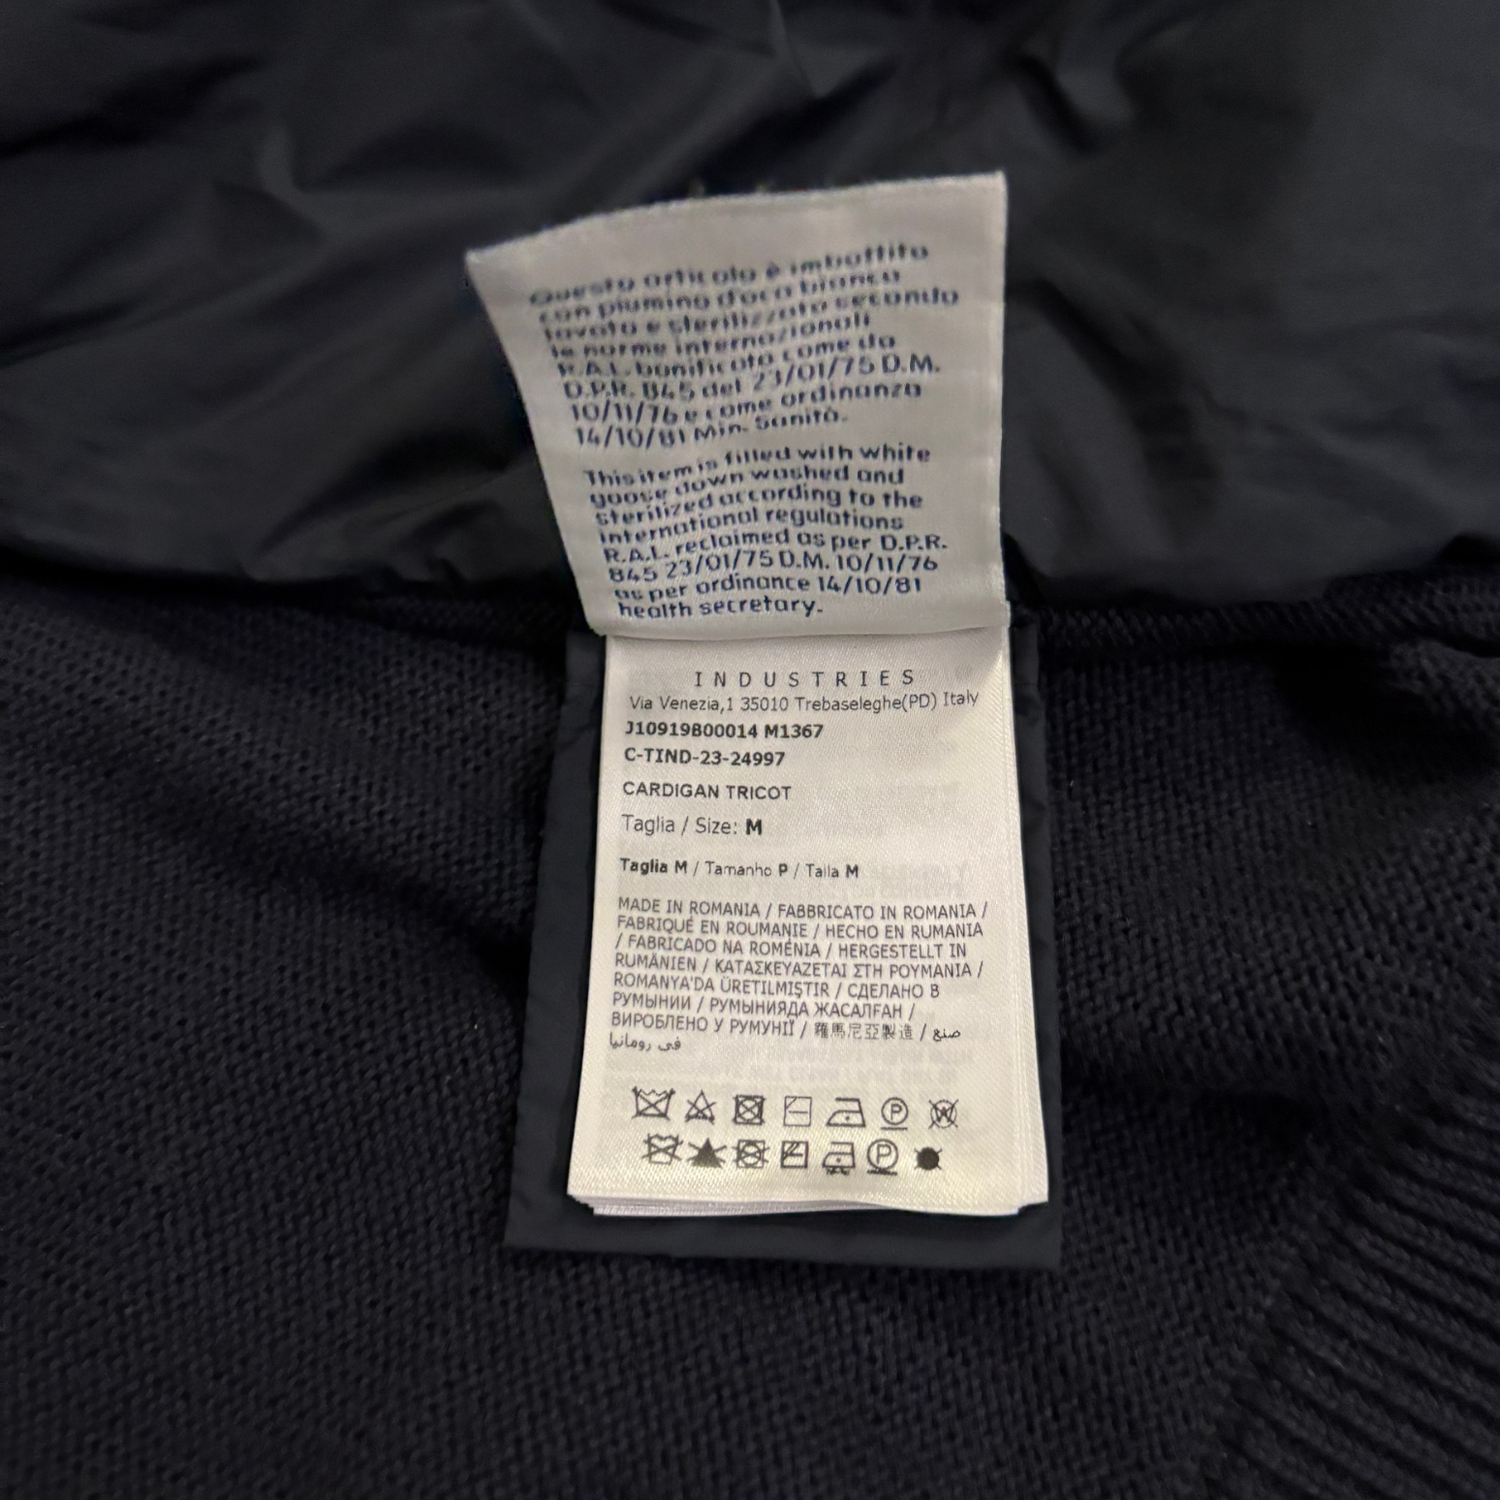 Questo articolo è imbottito
con piumino d'oca bianca
lavato e sterilizzato secondo
le norme internazionali
R.A.L. bonificato come da
D.P.R. 845 del 23/01/75 D.M.
10/11/76 e come ordinanza
14/10/81 Min. Sanità.
This item is filled with white
goose down washed and
sterilized according to the
international regulations
R.A.L. reclaimed as per D.P.R.
845 23/01/75 D.M. 10/11/76
as per ordinance 14/10/81
health secretary.
INDUSTRIES
Via Venezia,1 35010 Trebaseleghe(PD) Italy
J10919B00014 M1367
C-TIND-23-24997
CARDIGAN TRICOT
Taglia / Size: M
Taglia M / Tamanho P / Talla M
MADE IN ROMANIA / FABBRICATO IN ROMANIA /
FABRIQUÉ EN ROUMANIE / HECHO EN RUMANIA
/ FABRICADO NA ROMÉNIA / HERGESTELLT IN
RUMÄNIEN / ΚΑΤΑΣΚΕΥΑΖΕΤΑΙ ΣΤΗ ΡΟΥΜΑΝΙΑ /
ROMANYA'DA ÜRETILMIŞTIR / СДЕЛАНО В
РУМЫНИИ / РУМЫНИЯДА ЖАСАЛҒАН /
ВИРОБЛЕНО У РУМУНІЇ / 羅馬尼亞製造 / صنع
في رومانيا
P W
P